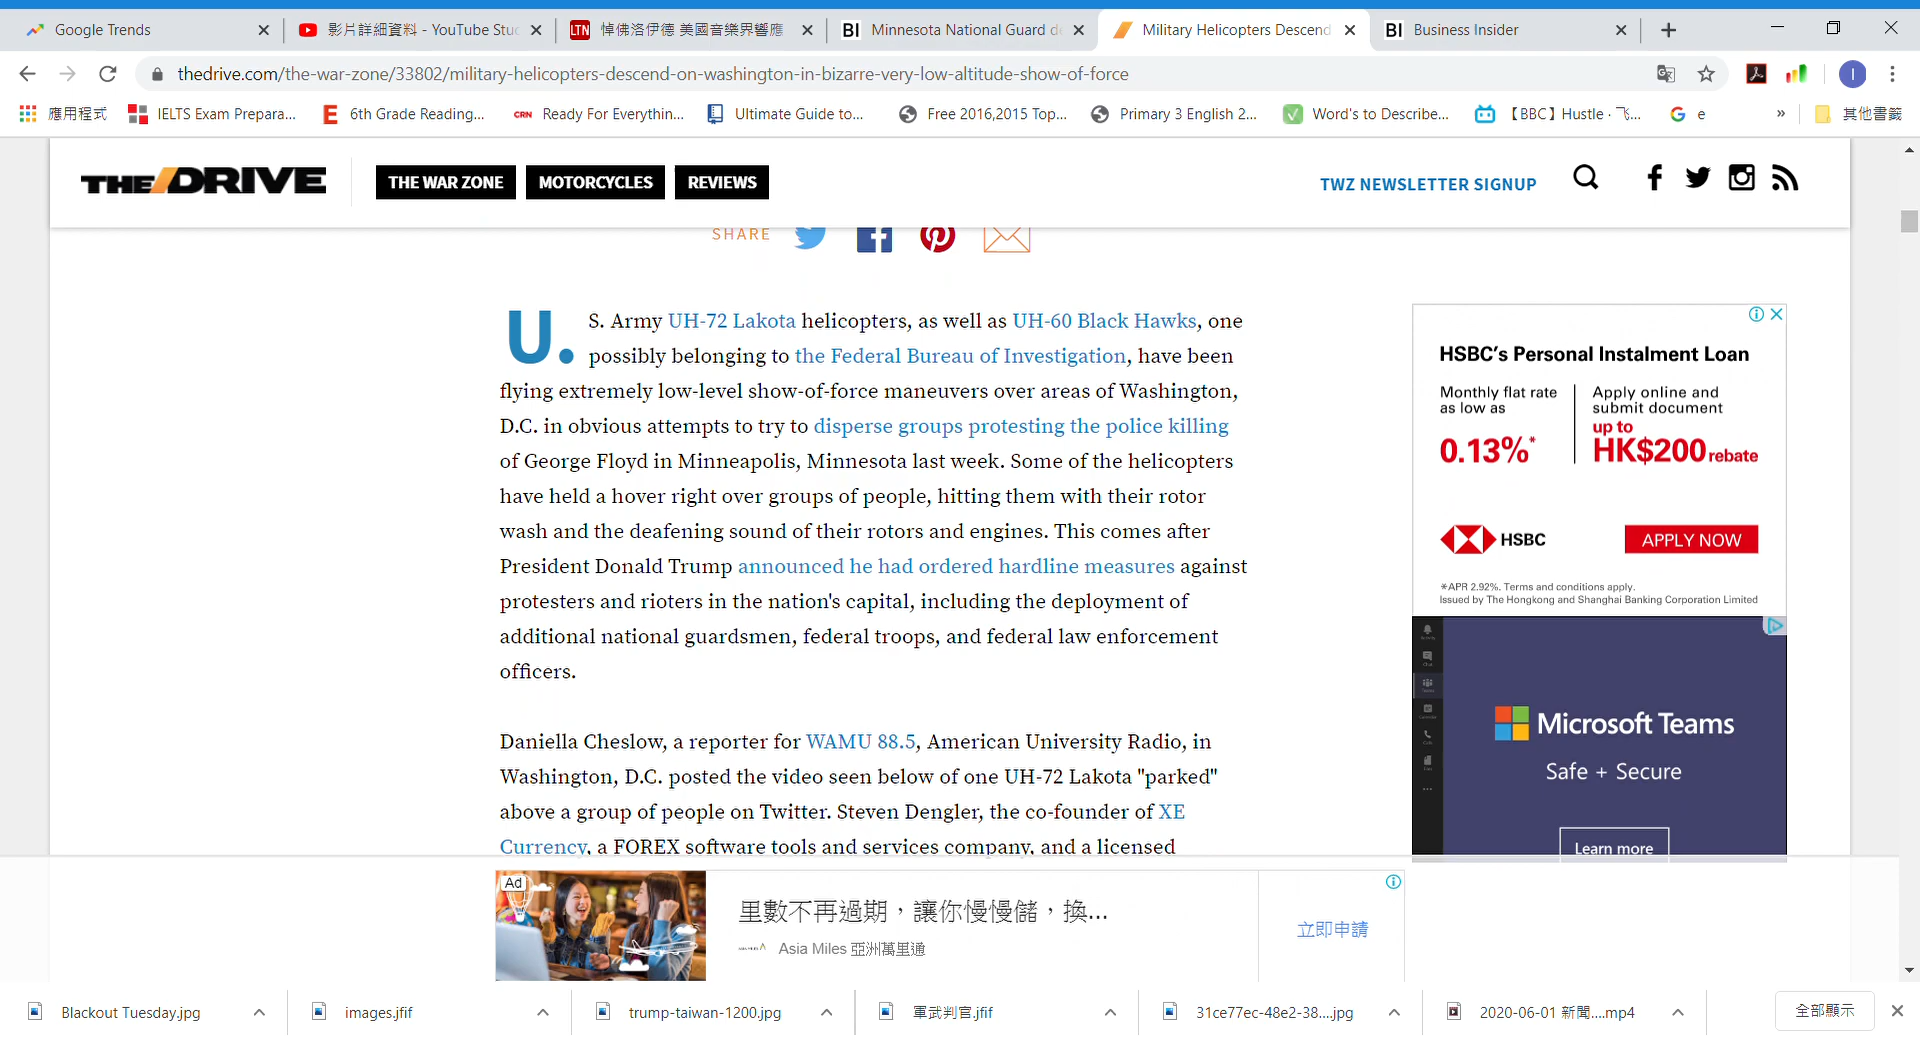 Google Trends
影片詳細資料 - YouTube Stu
LTN 悼佛洛伊德 美國音樂界響應
BI Minnesota National Guard d
Military Helicopters Descend
BI Business Insider
thedrive.com/the-war-zone/33802/military-helicopters-descend-on-washington-in-bizarre-very-low-altitude-show-of-force
I
應用程式
IELTS Exam Prepara...
E 6th Grade Reading...
CRN Ready For Everythin...
Ultimate Guide to...
Free 2016,2015 Top...
Primary 3 English 2...
Word's to Describe...
【BBC】Hustle · 飞...
G e
»
其他書籤
THE DRIVE
THE WAR ZONE
MOTORCYCLES
REVIEWS
TWZ NEWSLETTER SIGNUP
SHARE
U.S. Army UH-72 Lakota helicopters, as well as UH-60 Black Hawks, one
possibly belonging to the Federal Bureau of Investigation, have been
flying extremely low-level show-of-force maneuvers over areas of Washington,
D.C. in obvious attempts to try to disperse groups protesting the police killing
of George Floyd in Minneapolis, Minnesota last week. Some of the helicopters
have held a hover right over groups of people, hitting them with their rotor
wash and the deafening sound of their rotors and engines. This comes after
President Donald Trump announced he had ordered hardline measures against
protesters and rioters in the nation's capital, including the deployment of
additional national guardsmen, federal troops, and federal law enforcement
officers.
Daniella Cheslow, a reporter for WAMU 88.5, American University Radio, in
Washington, D.C. posted the video seen below of one UH-72 Lakota "parked"
above a group of people on Twitter. Steven Dengler, the co-founder of XE
Currency, a FOREX software tools and services company, and a licensed
HSBC's Personal Instalment Loan
Monthly flat rate
as low as
0.13%*
Apply online and
submit document
up to
HK$200 rebate
HSBC
APPLY NOW
*APR 2.92%. Terms and conditions apply.
Issued by The Hongkong and Shanghai Banking Corporation Limited
Microsoft Teams
Safe + Secure
Learn more
Ad
里數不再過期，讓你慢慢儲，換...
Asia Miles 亞洲萬里通
立即申請
Blackout Tuesday.jpg
images.jfif
trump-taiwan-1200.jpg
軍武判官.jfif
31ce77ec-48e2-38....jpg
2020-06-01 新聞....mp4
全部顯示